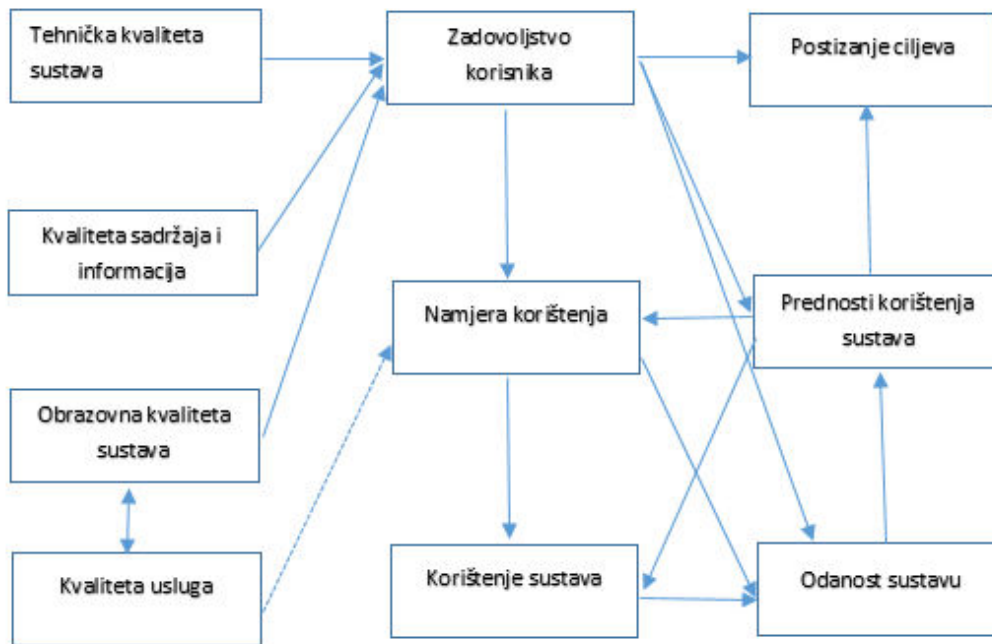 Tehnička kvaliteta
sustava
Zadovoljstvo
korisnika
Postizanje ciljeva
Kvaliteta sadržaja i
informacija
Namjera korištenja
Prednosti korištenja
sustava
Obrazovna kvaliteta
sustava
Kvaliteta usluga
Korištenje sustava
Odanost sustavu